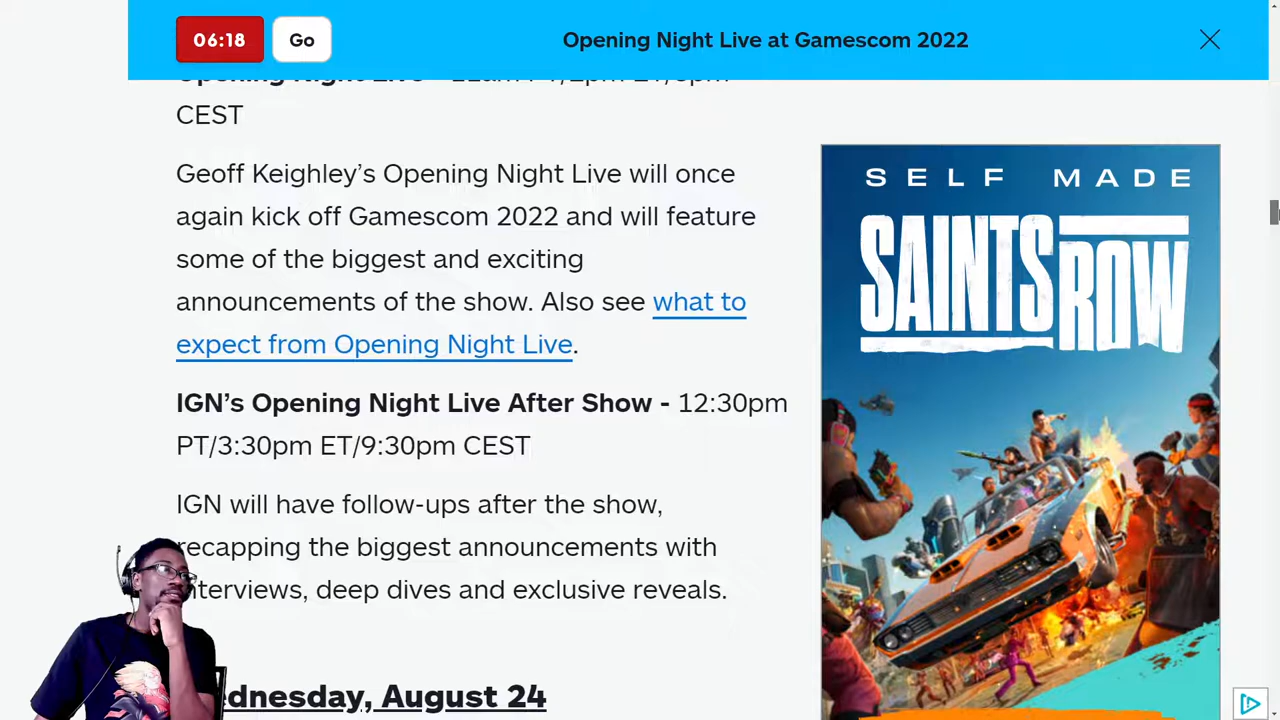 06:18 Go Opening Night Live at Gamescom 2022
Opening Night Live
CEST
Geoff Keighley’s Opening Night Live will once
again kick off Gamescom 2022 and will feature
some of the biggest and exciting
announcements of the show. Also see what to
expect from Opening Night Live.
IGN’s Opening Night Live After Show - 12:30pm
PT/3:30pm ET/9:30pm CEST
IGN will have follow-ups after the show,
recapping the biggest announcements with
interviews, deep dives and exclusive reveals.
Wednesday, August 24
SELF MADE
SAINTS ROW